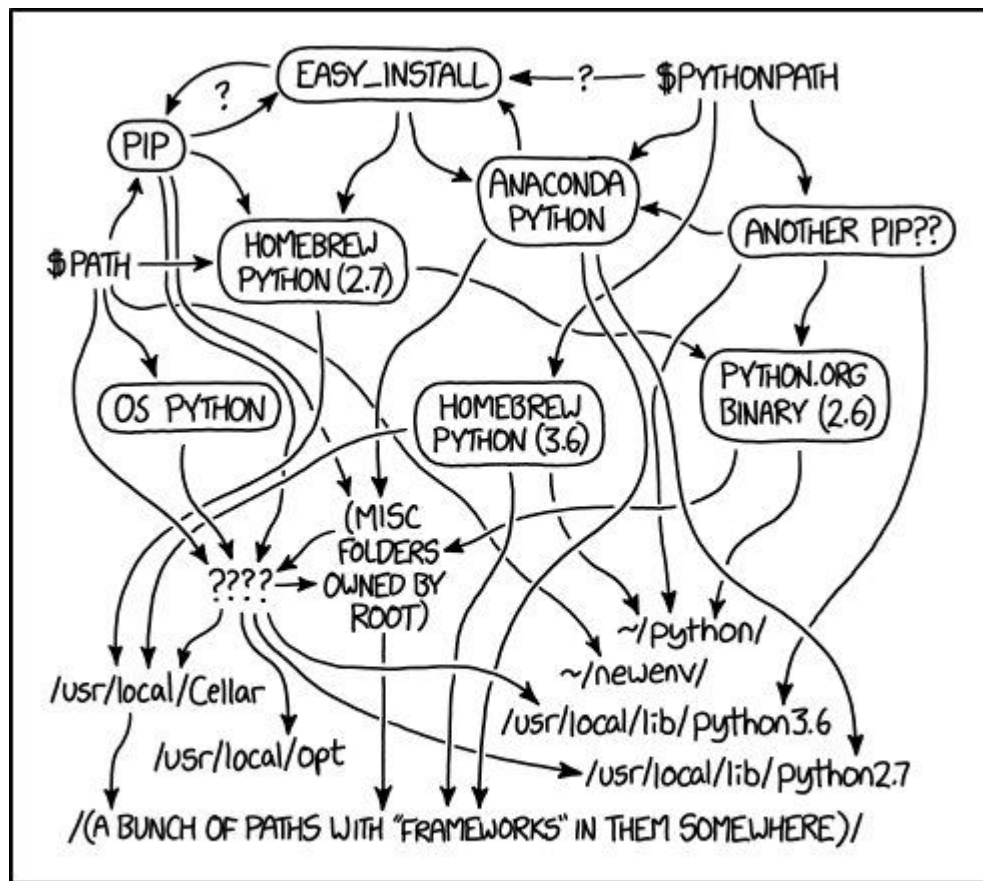 EASY_INSTALL
?
$PYTHONPATH
?
PIP
ANACONDA
PYTHON
ANOTHER PIP??
HOMEBREW
PYTHON (2.7)
$PATH
OS PYTHON
HOMEBREW
PYTHON (3.6)
PYTHON.ORG
BINARY (2.6)
(MISC
FOLDERS
OWNED BY
ROOT)
????
~/python/
~/newenv/
/usr/local/Cellar
/usr/local/lib/python3.6
/usr/local/opt
/usr/local/lib/python2.7
/(A BUNCH OF PATHS WITH "FRAMEWORKS" IN THEM SOMEWHERE)/